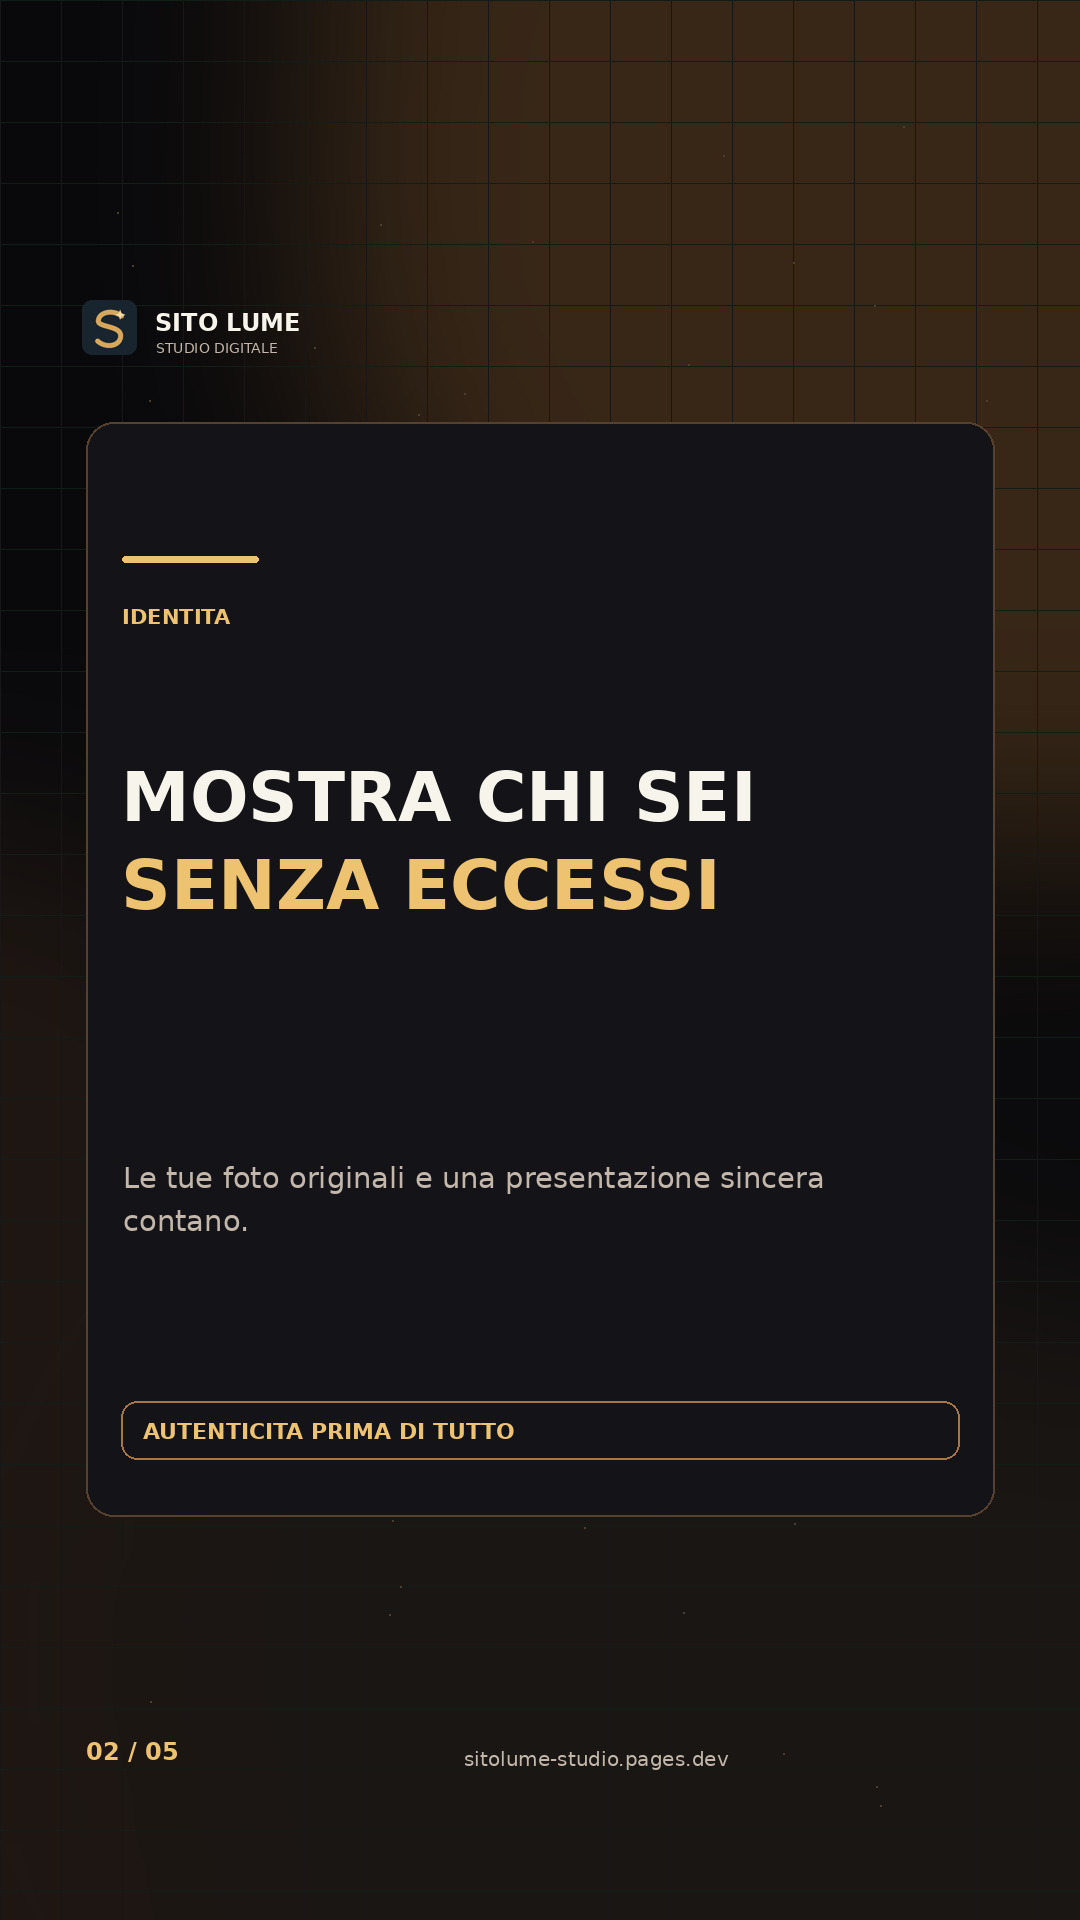 SITO LUME
STUDIO DIGITALE
IDENTITA
MOSTRA CHI SEI
SENZA ECCESSI
Le tue foto originali e una presentazione sincera
contano.
AUTENTICITA PRIMA DI TUTTO
02 / 05
sitolume-studio.pages.dev